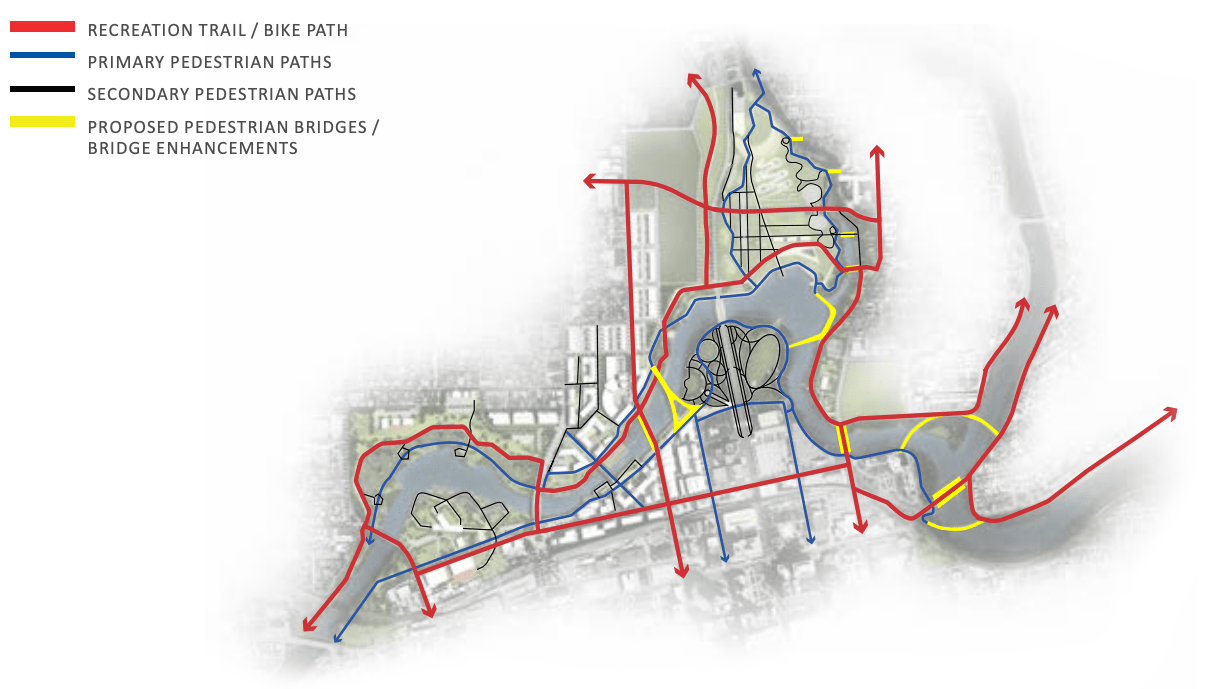 RECREATION TRAIL / BIKE PATH
PRIMARY PEDESTRIAN PATHS
SECONDARY PEDESTRIAN PATHS
PROPOSED PEDESTRIAN BRIDGES /
BRIDGE ENHANCEMENTS